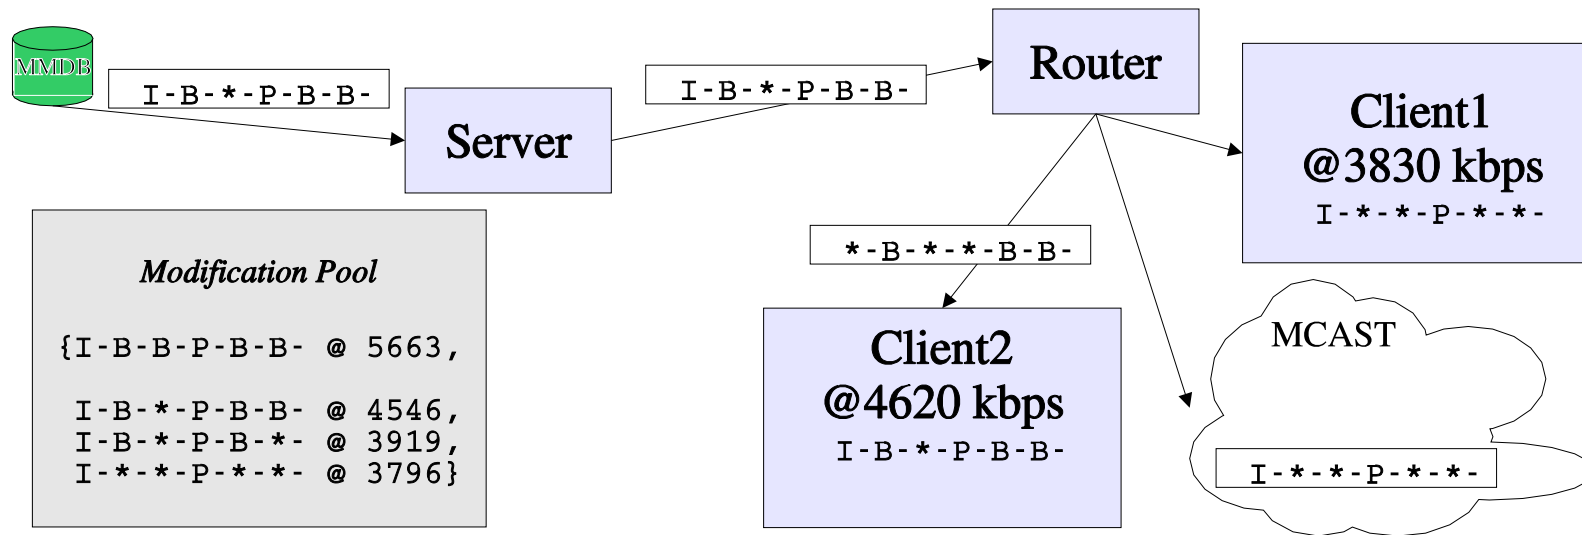 MMDB
I-B-*-P-B-B-
Server
I-B-*-P-B-B-
Router
Client1
@3830 kbps
I-*-*-P-*-*-
Modification Pool
{I-B-B-P-B-B- @ 5663,
I-B-*-P-B-B- @ 4546,
I-B-*-P-B-*- @ 3919,
I-*-*-P-*-*- @ 3796}
*-B-*-*-B-B-
Client2
@4620 kbps
I-B-*-P-B-B-
MCAST
I-*-*-P-*-*-